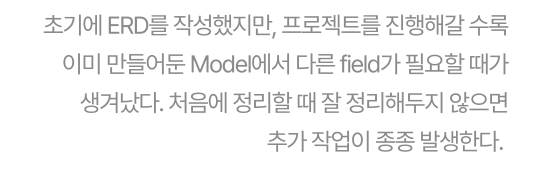 초기에 ERD를 작성했지만, 프로젝트를 진행해갈 수록
이미 만들어둔 Model에서 다른 field가 필요할 때가
생겨났다. 처음에 정리할 때 잘 정리해두지 않으면
추가 작업이 종종 발생한다.